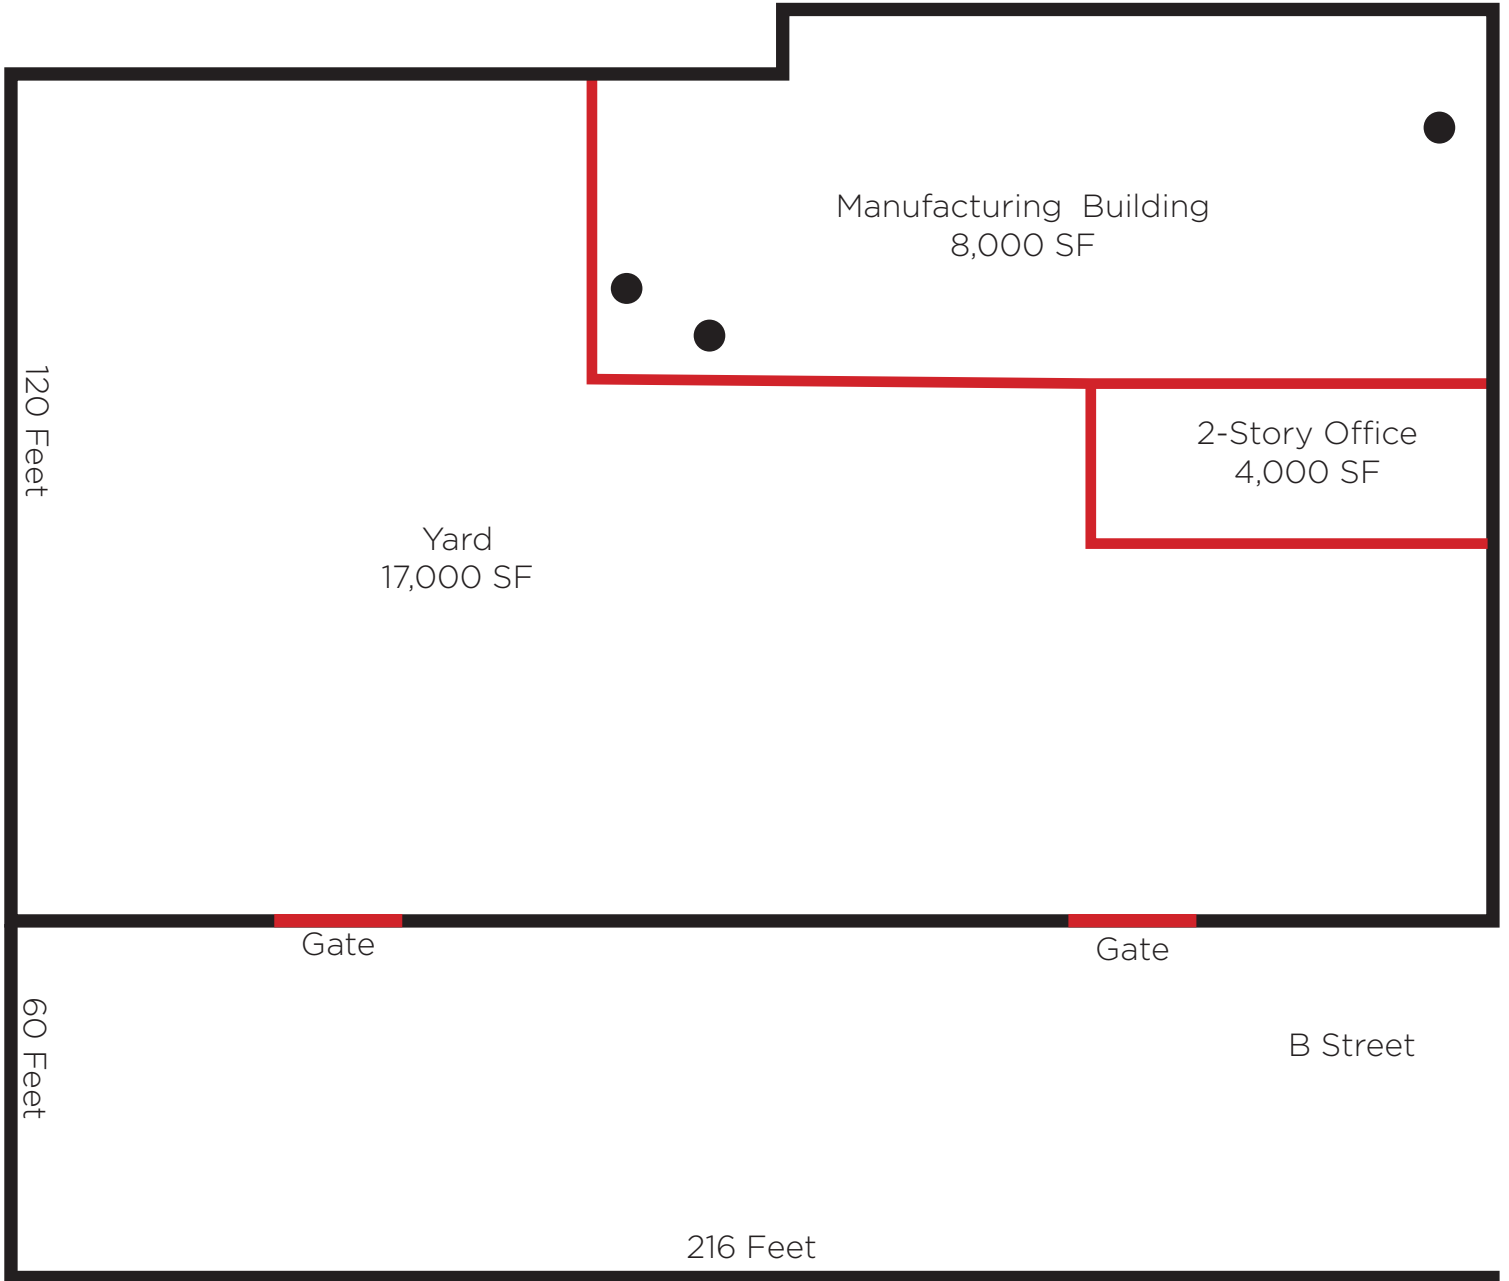 Manufacturing Building
8,000 SF
120 Feet
2-Story Office
4,000 SF
Yard
17,000 SF
Gate
Gate
60 Feet
B Street
216 Feet